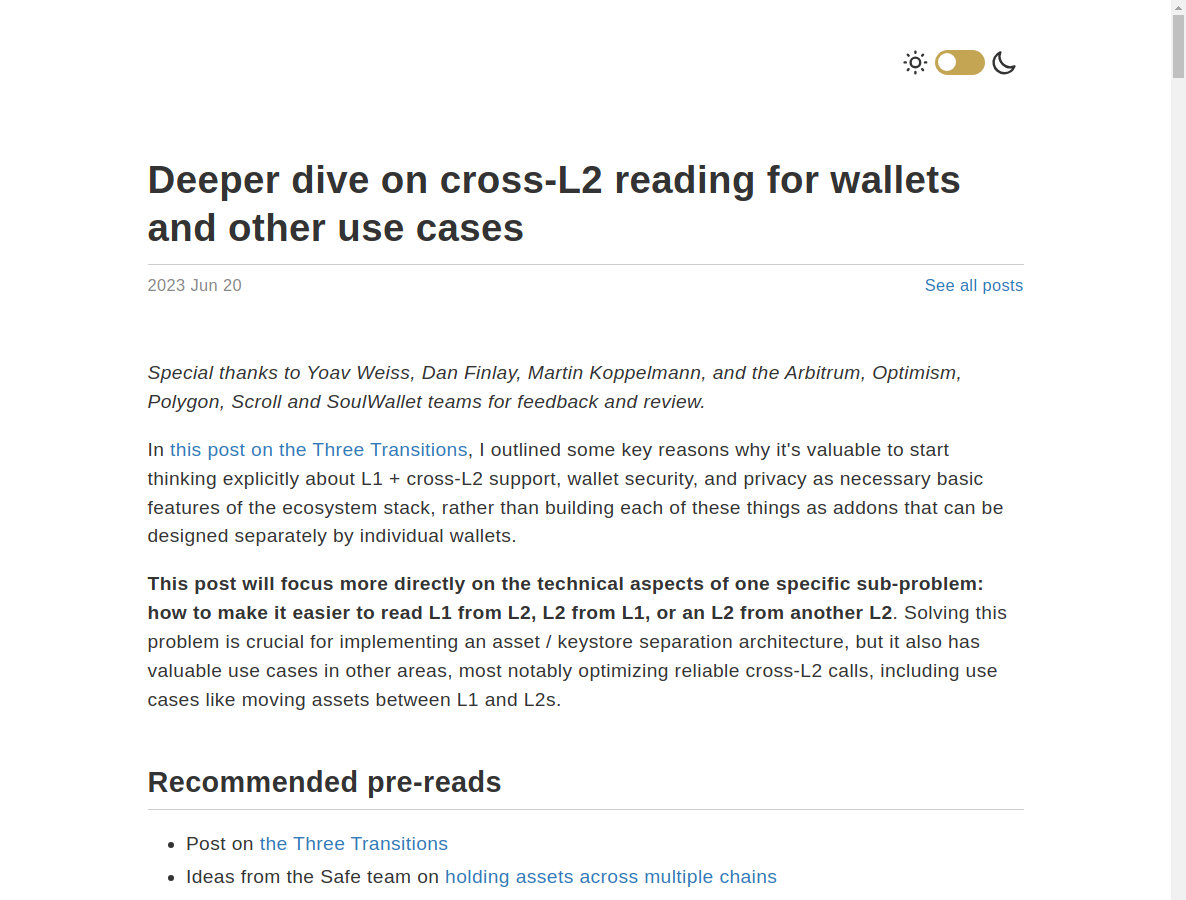 Deeper dive on cross-L2 reading for wallets
and other use cases
2023 Jun 20
See all posts
Special thanks to Yoav Weiss, Dan Finlay, Martin Koppelmann, and the Arbitrum, Optimism,
Polygon, Scroll and SoulWallet teams for feedback and review.
In this post on the Three Transitions, I outlined some key reasons why it's valuable to start
thinking explicitly about L1 + cross-L2 support, wallet security, and privacy as necessary basic
features of the ecosystem stack, rather than building each of these things as addons that can be
designed separately by individual wallets.
This post will focus more directly on the technical aspects of one specific sub-problem:
how to make it easier to read L1 from L2, L2 from L1, or an L2 from another L2. Solving this
problem is crucial for implementing an asset / keystore separation architecture, but it also has
valuable use cases in other areas, most notably optimizing reliable cross-L2 calls, including use
cases like moving assets between L1 and L2s.
Recommended pre-reads
• Post on the Three Transitions
• Ideas from the Safe team on holding assets across multiple chains